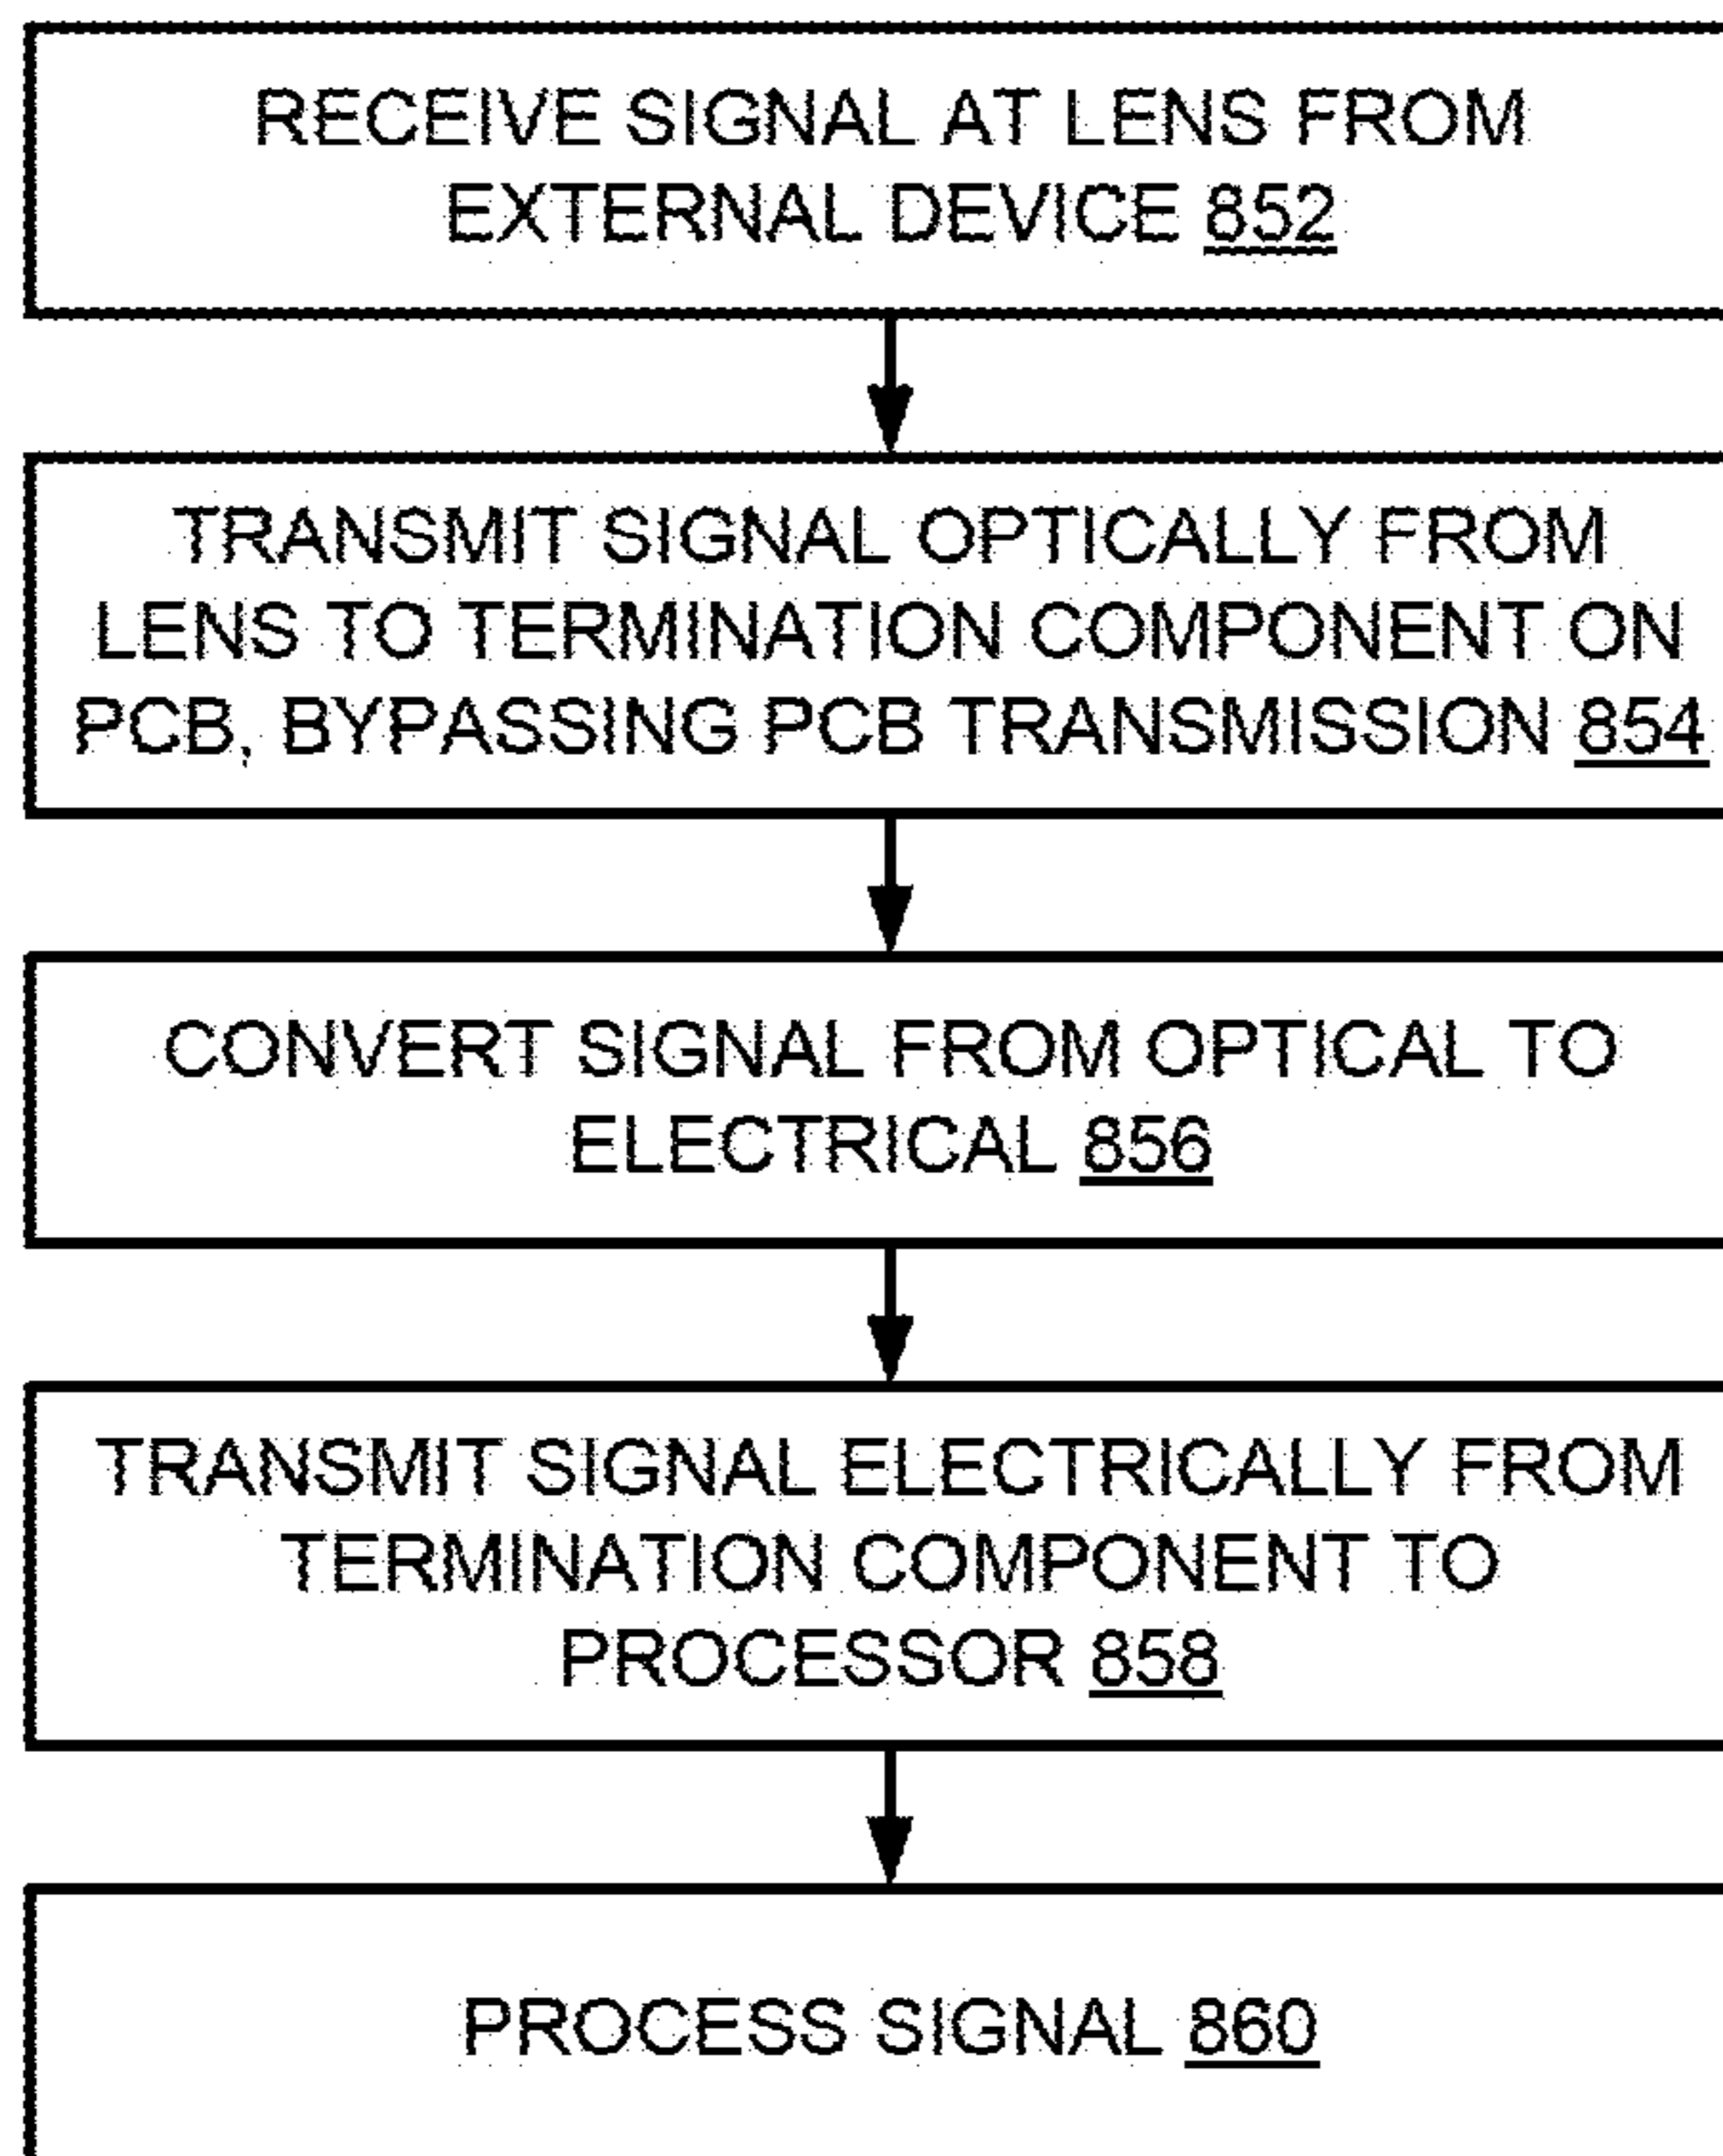 RECEIVE SIGNAL AT LENS FROM
EXTERNAL DEVICE 852
TRANSMIT SIGNAL OPTICALLY FROM
LENS TO TERMINATION COMPONENT ON
PCB, BYPASSING PCB TRANSMISSION 854
CONVERT SIGNAL FROM OPTICAL TO
ELECTRICAL 856
TRANSMIT SIGNAL ELECTRICALLY FROM
TERMINATION COMPONENT TO
PROCESSOR 858
PROCESS SIGNAL 860